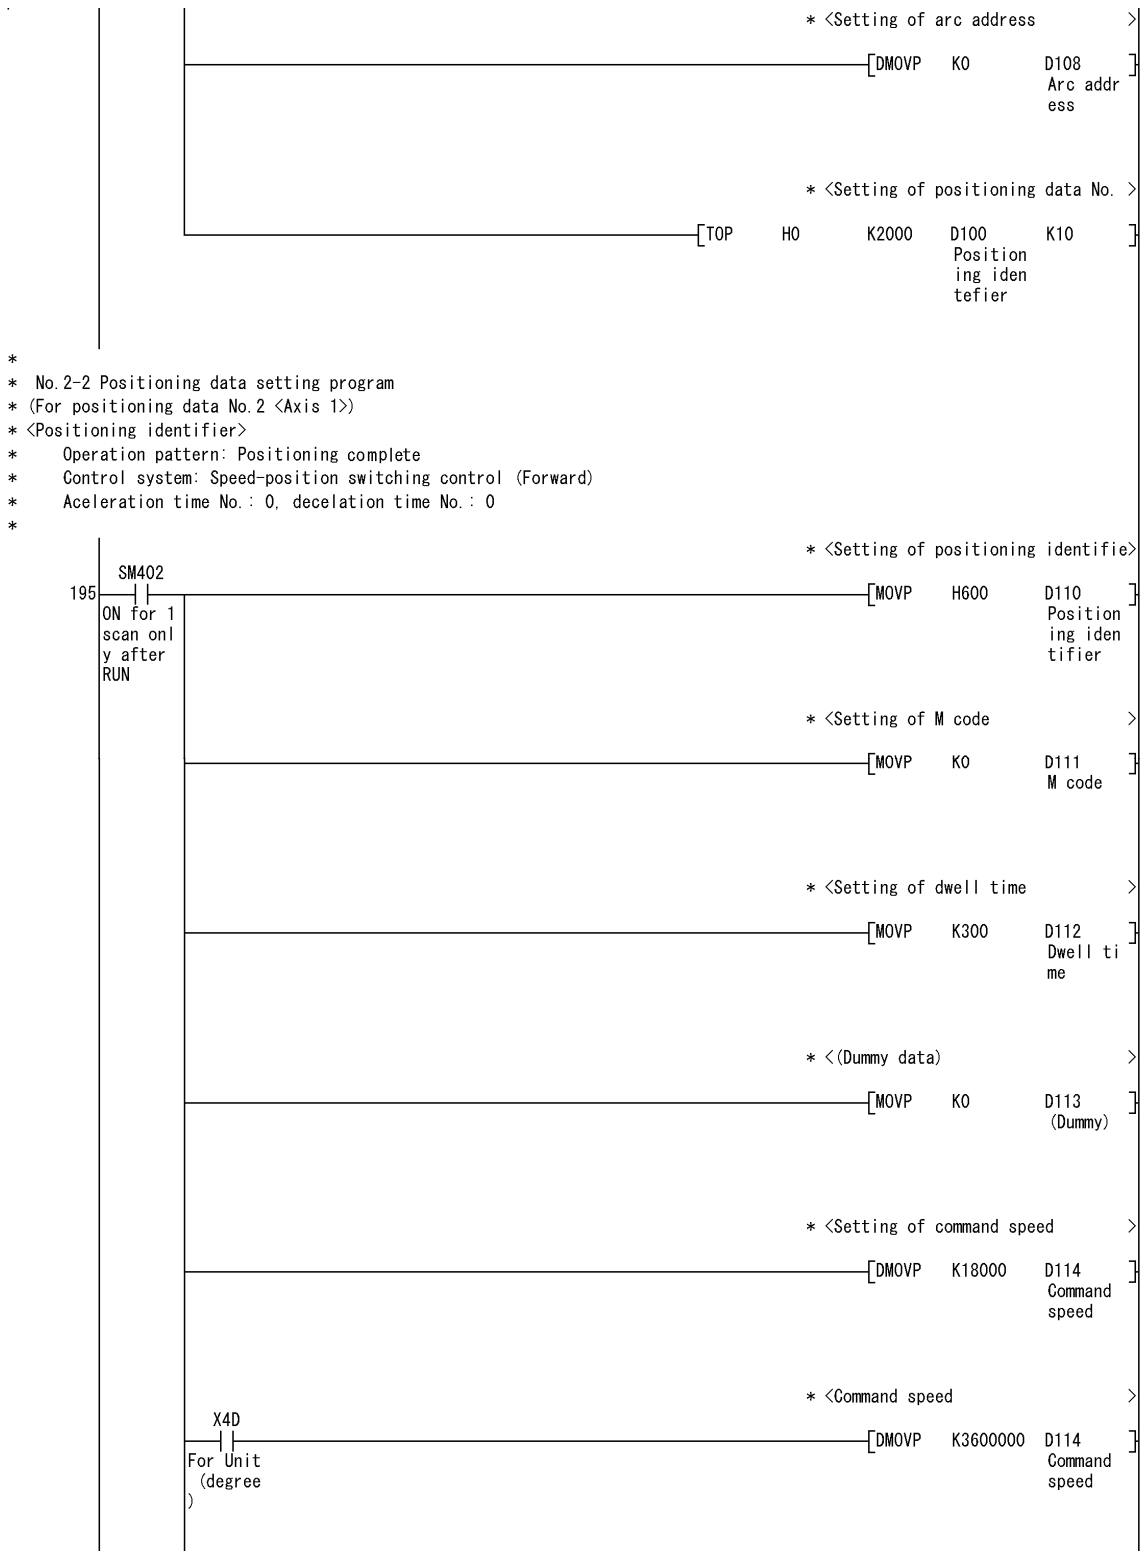 * <Setting of arc address >
DMOVP K0 D108
Arc addr
ess
* <Setting of positioning data No. >
TOP H0 K2000 D100 K10
Position
ing iden
tefier
*
* No.2-2 Positioning data setting program
* (For positioning data No.2 <Axis 1>)
* <Positioning identifier>
* Operation pattern: Positioning complete
* Control system: Speed-position switching control (Forward)
* Aceleration time No.: 0, decelation time No.: 0
*
* <Setting of positioning identifie>
SM402
195 MOVP H600 D110
ON for 1
scan onl
y after
RUN
Position
ing iden
tifier
* <Setting of M code >
MOVP K0 D111
M code
* <Setting of dwell time >
MOVP K300 D112
Dwell ti
me
* <(Dummy data) >
MOVP K0 D113
(Dummy)
* <Setting of command speed >
DMOVP K18000 D114
Command
speed
* <Command speed >
X4D
DMOVP K3600000 D114
For Unit
(degree
)
Command
speed